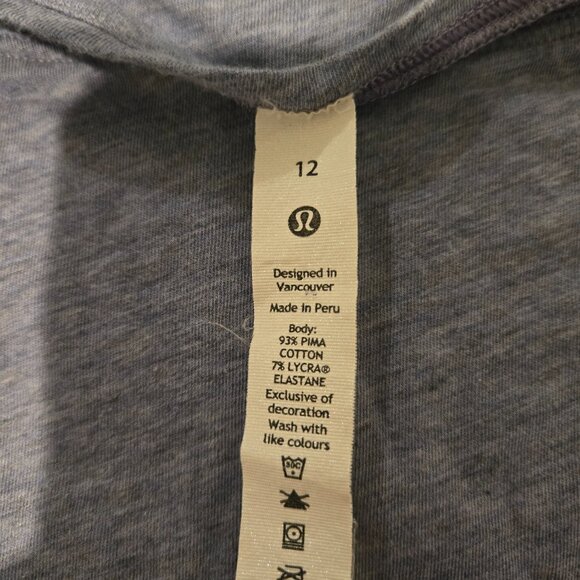 12
Designed in
Vancouver
Made in Peru
Body:
93% PIMA
COTTON
7% LYCRA®
ELASTANE
Exclusive of
decoration
Wash with
like colours
30C